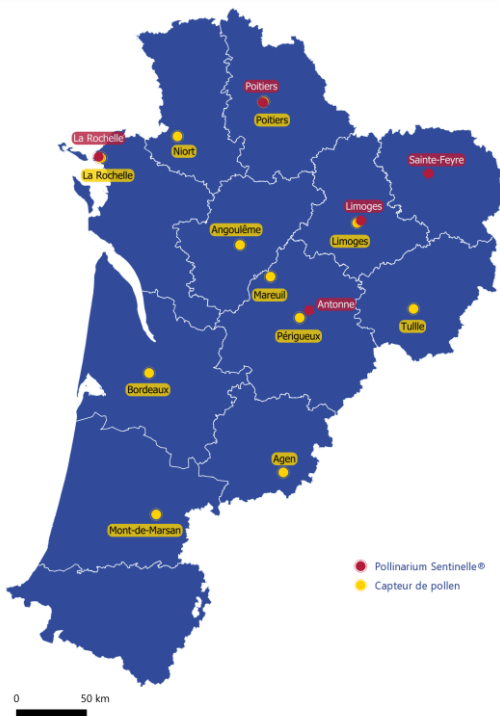 Poitiers
Poitiers
La Rochelle
Niort
La Rochelle
Sainte-Feyre
Limoges
Angoulême
Limoges
Mareuil
Antonne
Périgueux
Tullle
Bordeaux
Agen
Mont-de-Marsan
Pollinarium Sentinelle®
Capteur de pollen
0 50 km